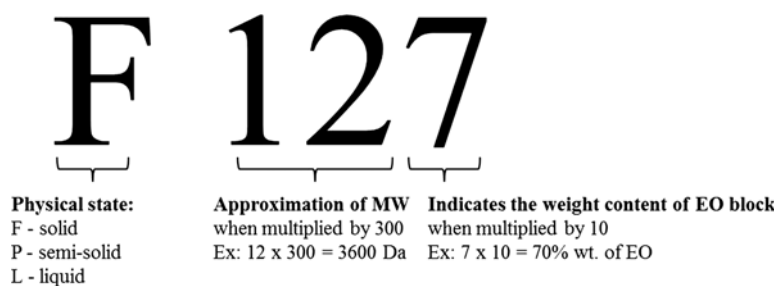 F 127
Physical state:
F - solid
P - semi-solid
L - liquid
Approximation of MW
when multiplied by 300
Ex: 12 x 300 = 3600 Da
Indicates the weight content of EO block
when multiplied by 10
Ex: 7 x 10 = 70% wt. of EO